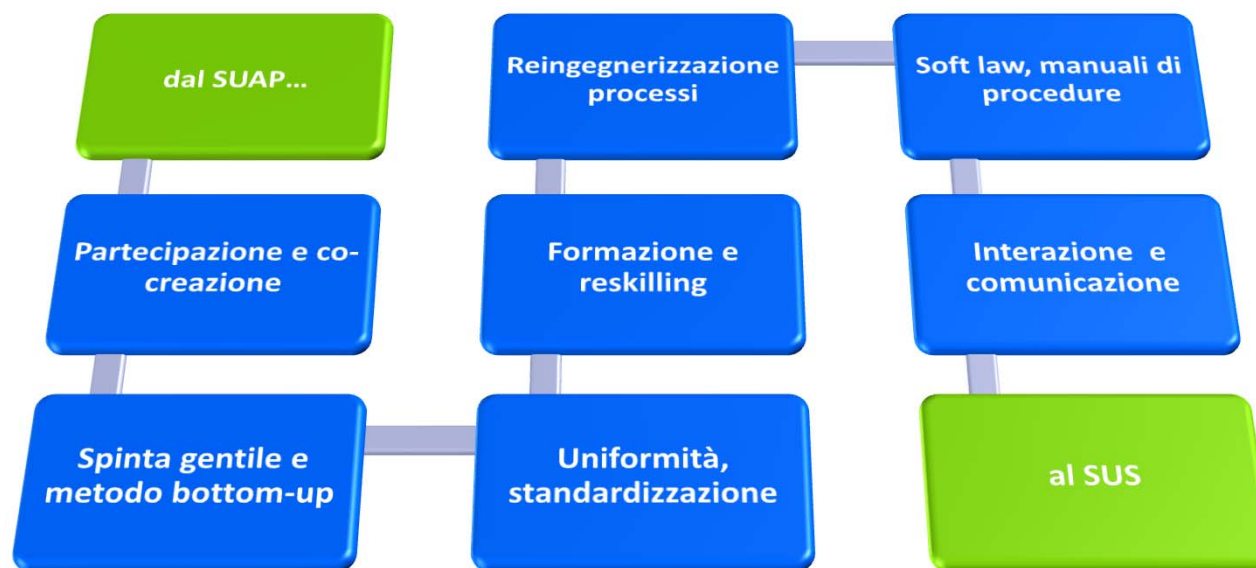 dal SUAP...
Partecipazione e co-
creazione
Spinta gentile e
metodo bottom-up
Uniformità,
standardizzazione
Formazione e
reskilling
Reingegnerizzazione
processi
Soft law, manuali di
procedure
Interazione e
comunicazione
al SUS